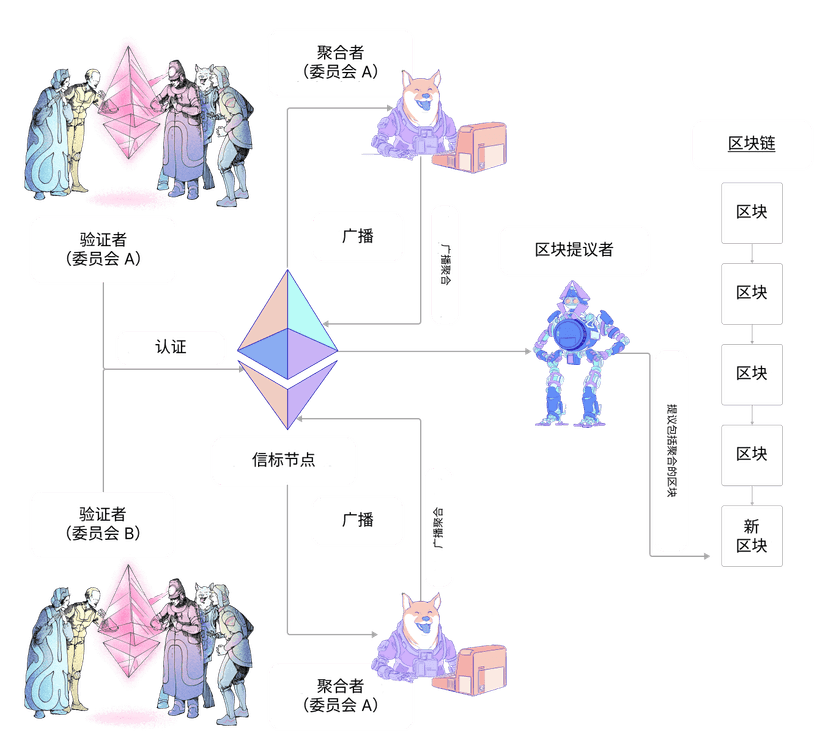 聚合者
（委员会 A）
区块链
区块
验证者
（委员会 A）
广播
广播聚合
区块提议者
区块
认证
区块
提议包括聚合的区块
信标节点
区块
验证者
（委员会 B）
广播
广播聚合
新
区块
聚合者
（委员会 A）